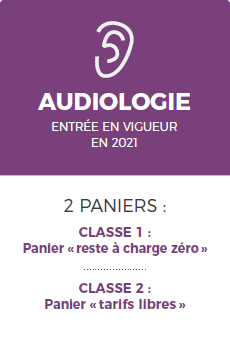 AUDIOLOGIE
ENTRÉE EN VIGUEUR
EN 2021
2 PANIERS :
CLASSE 1 :
Panier « reste à charge zéro »
CLASSE 2 :
Panier « tarifs libres »